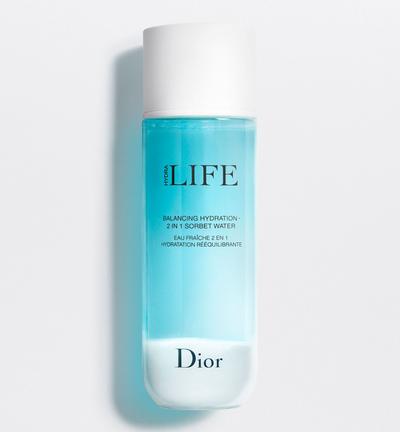 HYDRA LIFE
BALANCING HYDRATION -
2 IN 1 SORBET WATER
EAU FRAÎCHE 2 EN 1
HYDRATATION RÉÉQUILIBRANTE
Dior